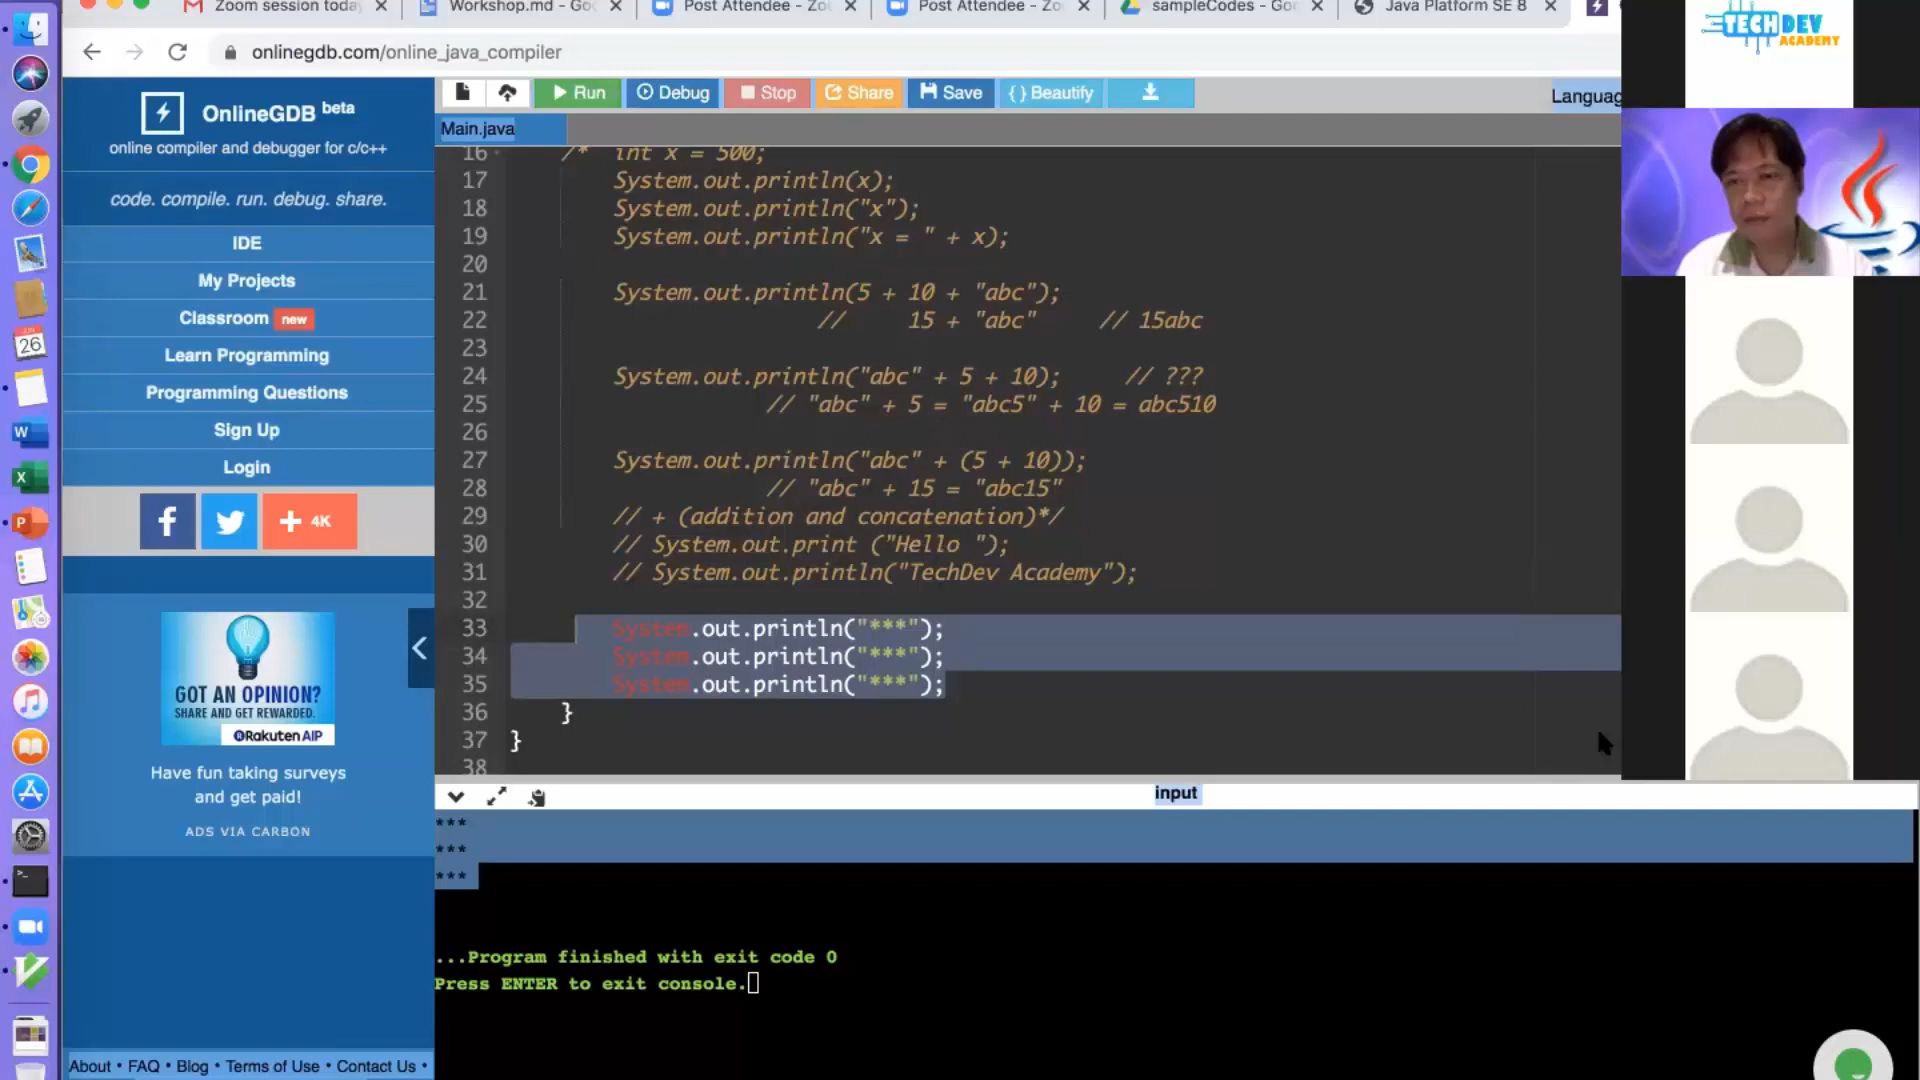 Zoom session today
Workshop.md - Goo
Post Attendee - Zo
Post Attendee - Zo
sampleCodes - Goo
Java Platform SE 8
onlinegdb.com/online_java_compiler
TECHDEV
ACADEMY
OnlineGDB beta
online compiler and debugger for c/c++
code. compile. run. debug. share.
IDE
My Projects
Classroom new
Learn Programming
Programming Questions
Sign Up
Login
+ 4K
GOT AN OPINION?
SHARE AND GET REWARDED.
Rakuten AIP
Have fun taking surveys
and get paid!
ADS VIA CARBON
About • FAQ • Blog • Terms of Use • Contact Us •
Run Debug Stop Share Save {} Beautify
Languag
Main.java
16 /* int x = 500;
17 System.out.println(x);
18 System.out.println("x");
19 System.out.println("x = " + x);
20
21 System.out.println(5 + 10 + "abc");
22 // 15 + "abc" // 15abc
23
24 System.out.println("abc" + 5 + 10); // ???
25 // "abc" + 5 = "abc5" + 10 = abc510
26
27 System.out.println("abc" + (5 + 10));
28 // "abc" + 15 = "abc15"
29 // + (addition and concatenation)*/
30 // System.out.print ("Hello ");
31 // System.out.println("TechDev Academy");
32
33 System.out.println("***");
34 System.out.println("***");
35 System.out.println("***");
36 }
37 }
38
input
***
***
***
...Program finished with exit code 0
Press ENTER to exit console.
JUN
26